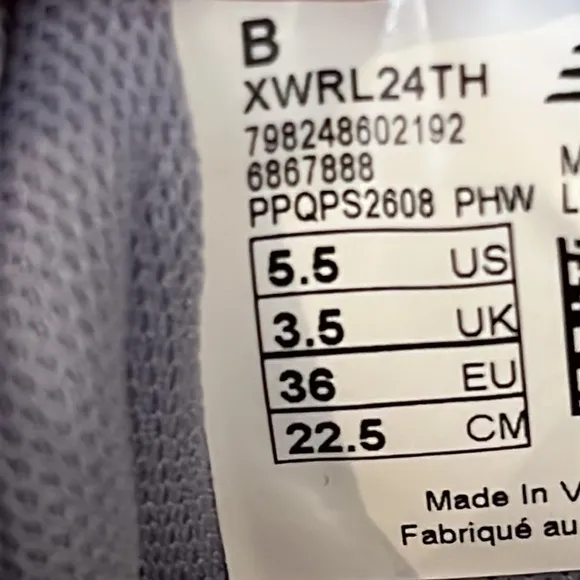 B
XWRL24TH
798248602192
6867888
PPQPS2608 PHW
5.5 US
3.5 UK
36 EU
22.5 CM
Made In V
Fabriqué au